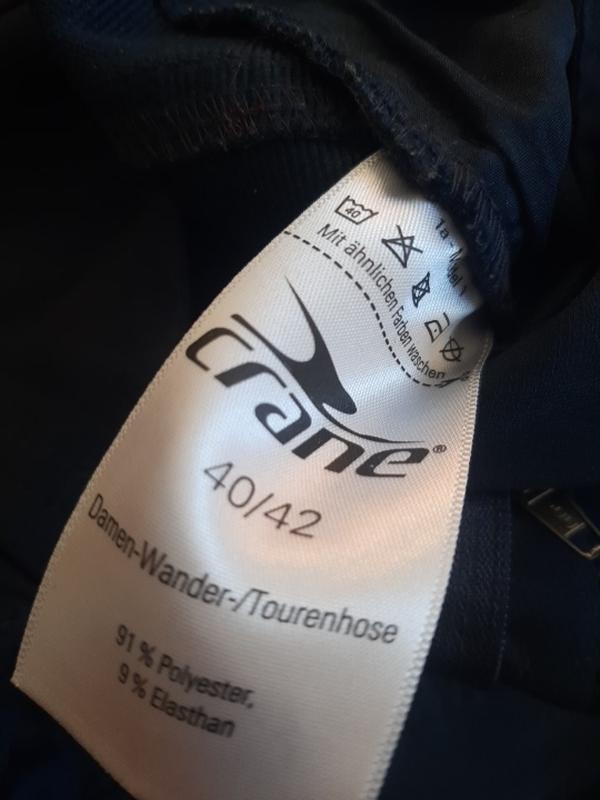 40
Mit ähnlichen Farben waschen
crane®
40/42
Damen-Wander-/Tourenhose
91 % Polyester,
9 % Elasthan